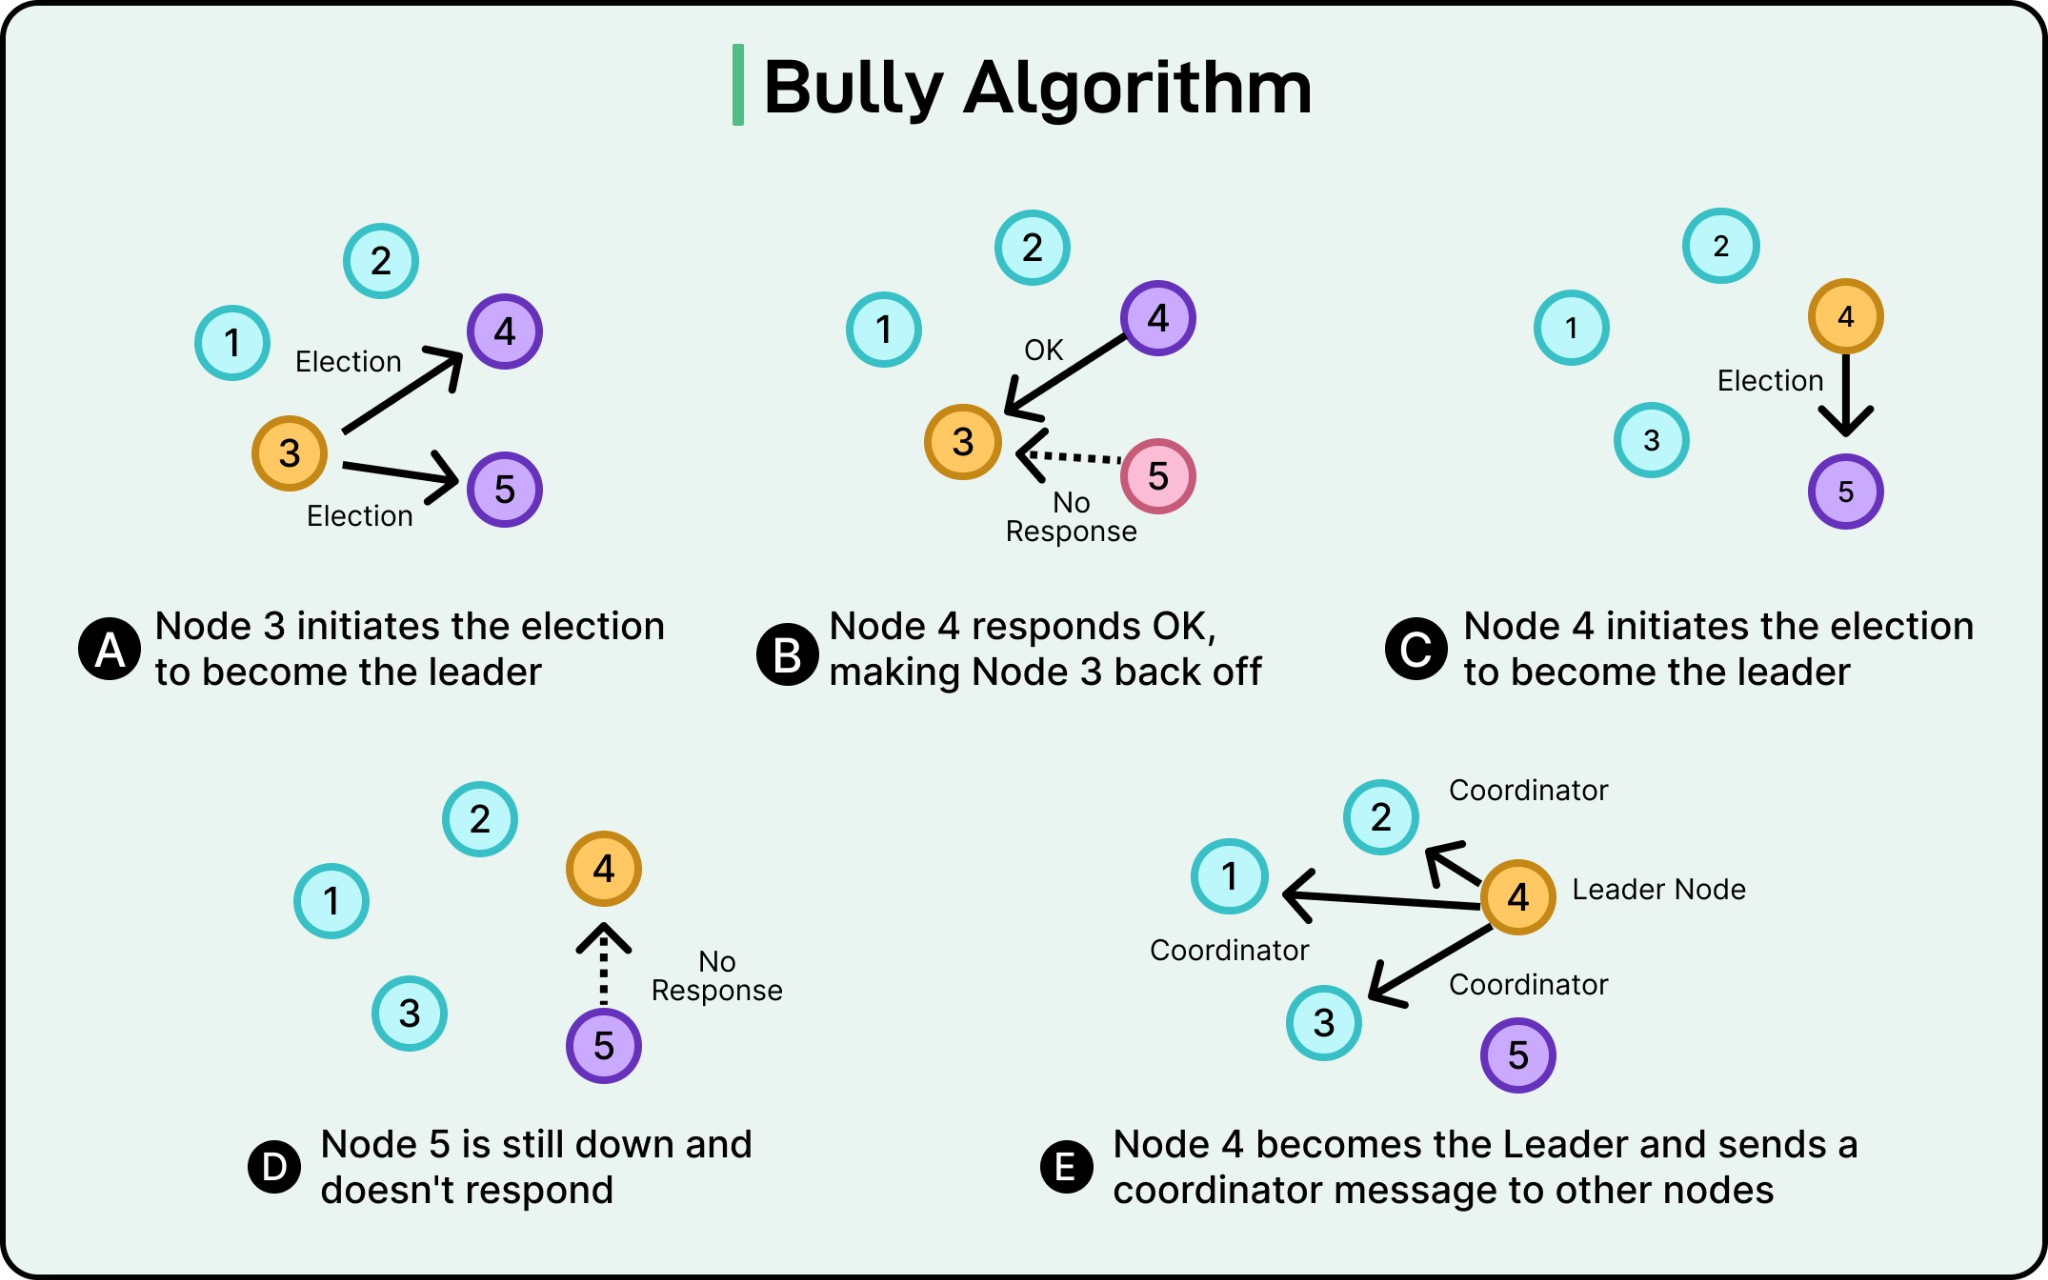 Bully Algorithm
2
1
4
Election
3
5
Election
2
1
4
OK
3
5
No
Response
2
1
4
Election
3
5
A
Node 3 initiates the election
to become the leader
B
Node 4 responds OK,
making Node 3 back off
C
Node 4 initiates the election
to become the leader
2
4
1
No
Response
3
5
2
Coordinator
1
4
Leader Node
Coordinator
Coordinator
3
5
D
Node 5 is still down and
doesn't respond
E
Node 4 becomes the Leader and sends a
coordinator message to other nodes